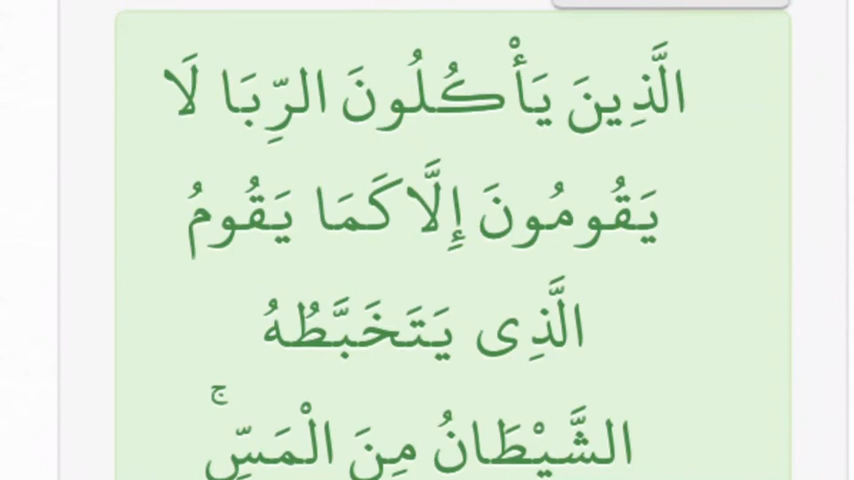 الَّذِينَ يَأْكُلُونَ الرِّبَا لَا
يَقُومُونَ إِلَّا كَمَا يَقُومُ
الَّذِى يَتَخَبَّطُهُ
الشَّيْطَانُ مِنَ الْمَسِّ ۚ